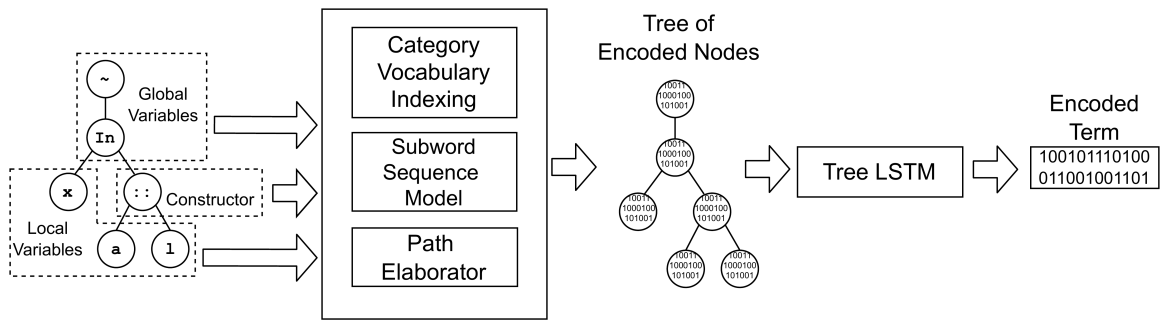 ~
Global
Variables
In
x
::
Constructor
Local
Variables
a
l
Category
Vocabulary
Indexing
Subword
Sequence
Model
Path
Elaborator
Tree of
Encoded Nodes
10011
1000100
101001
10011
1000100
101001
10011
1000100
101001
10011
1000100
101001
10011
1000100
101001
10011
1000100
101001
Tree LSTM
Encoded
Term
100101110100
011001001101